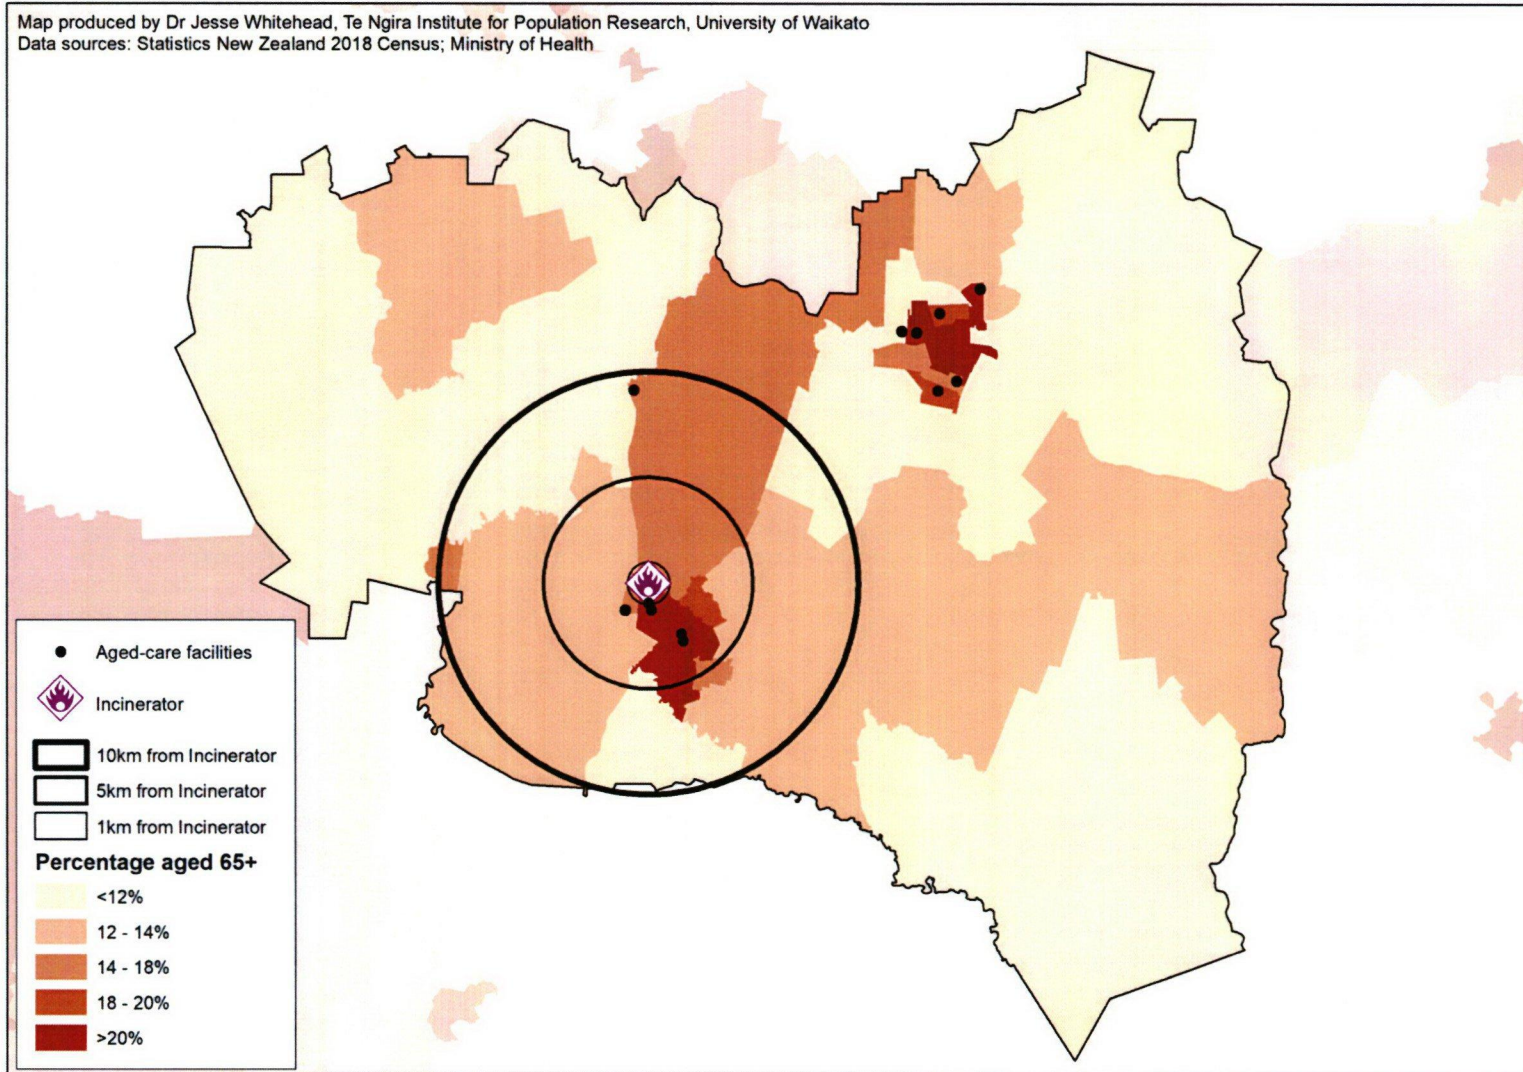 Map produced by Dr Jesse Whitehead, Te Ngira Institute for Population Research, University of Waikato
Data sources: Statistics New Zealand 2018 Census; Ministry of Health
Aged-care facilities
Incinerator
10km from Incinerator
5km from Incinerator
1km from Incinerator
Percentage aged 65+
<12%
12 - 14%
14 - 18%
18 - 20%
>20%